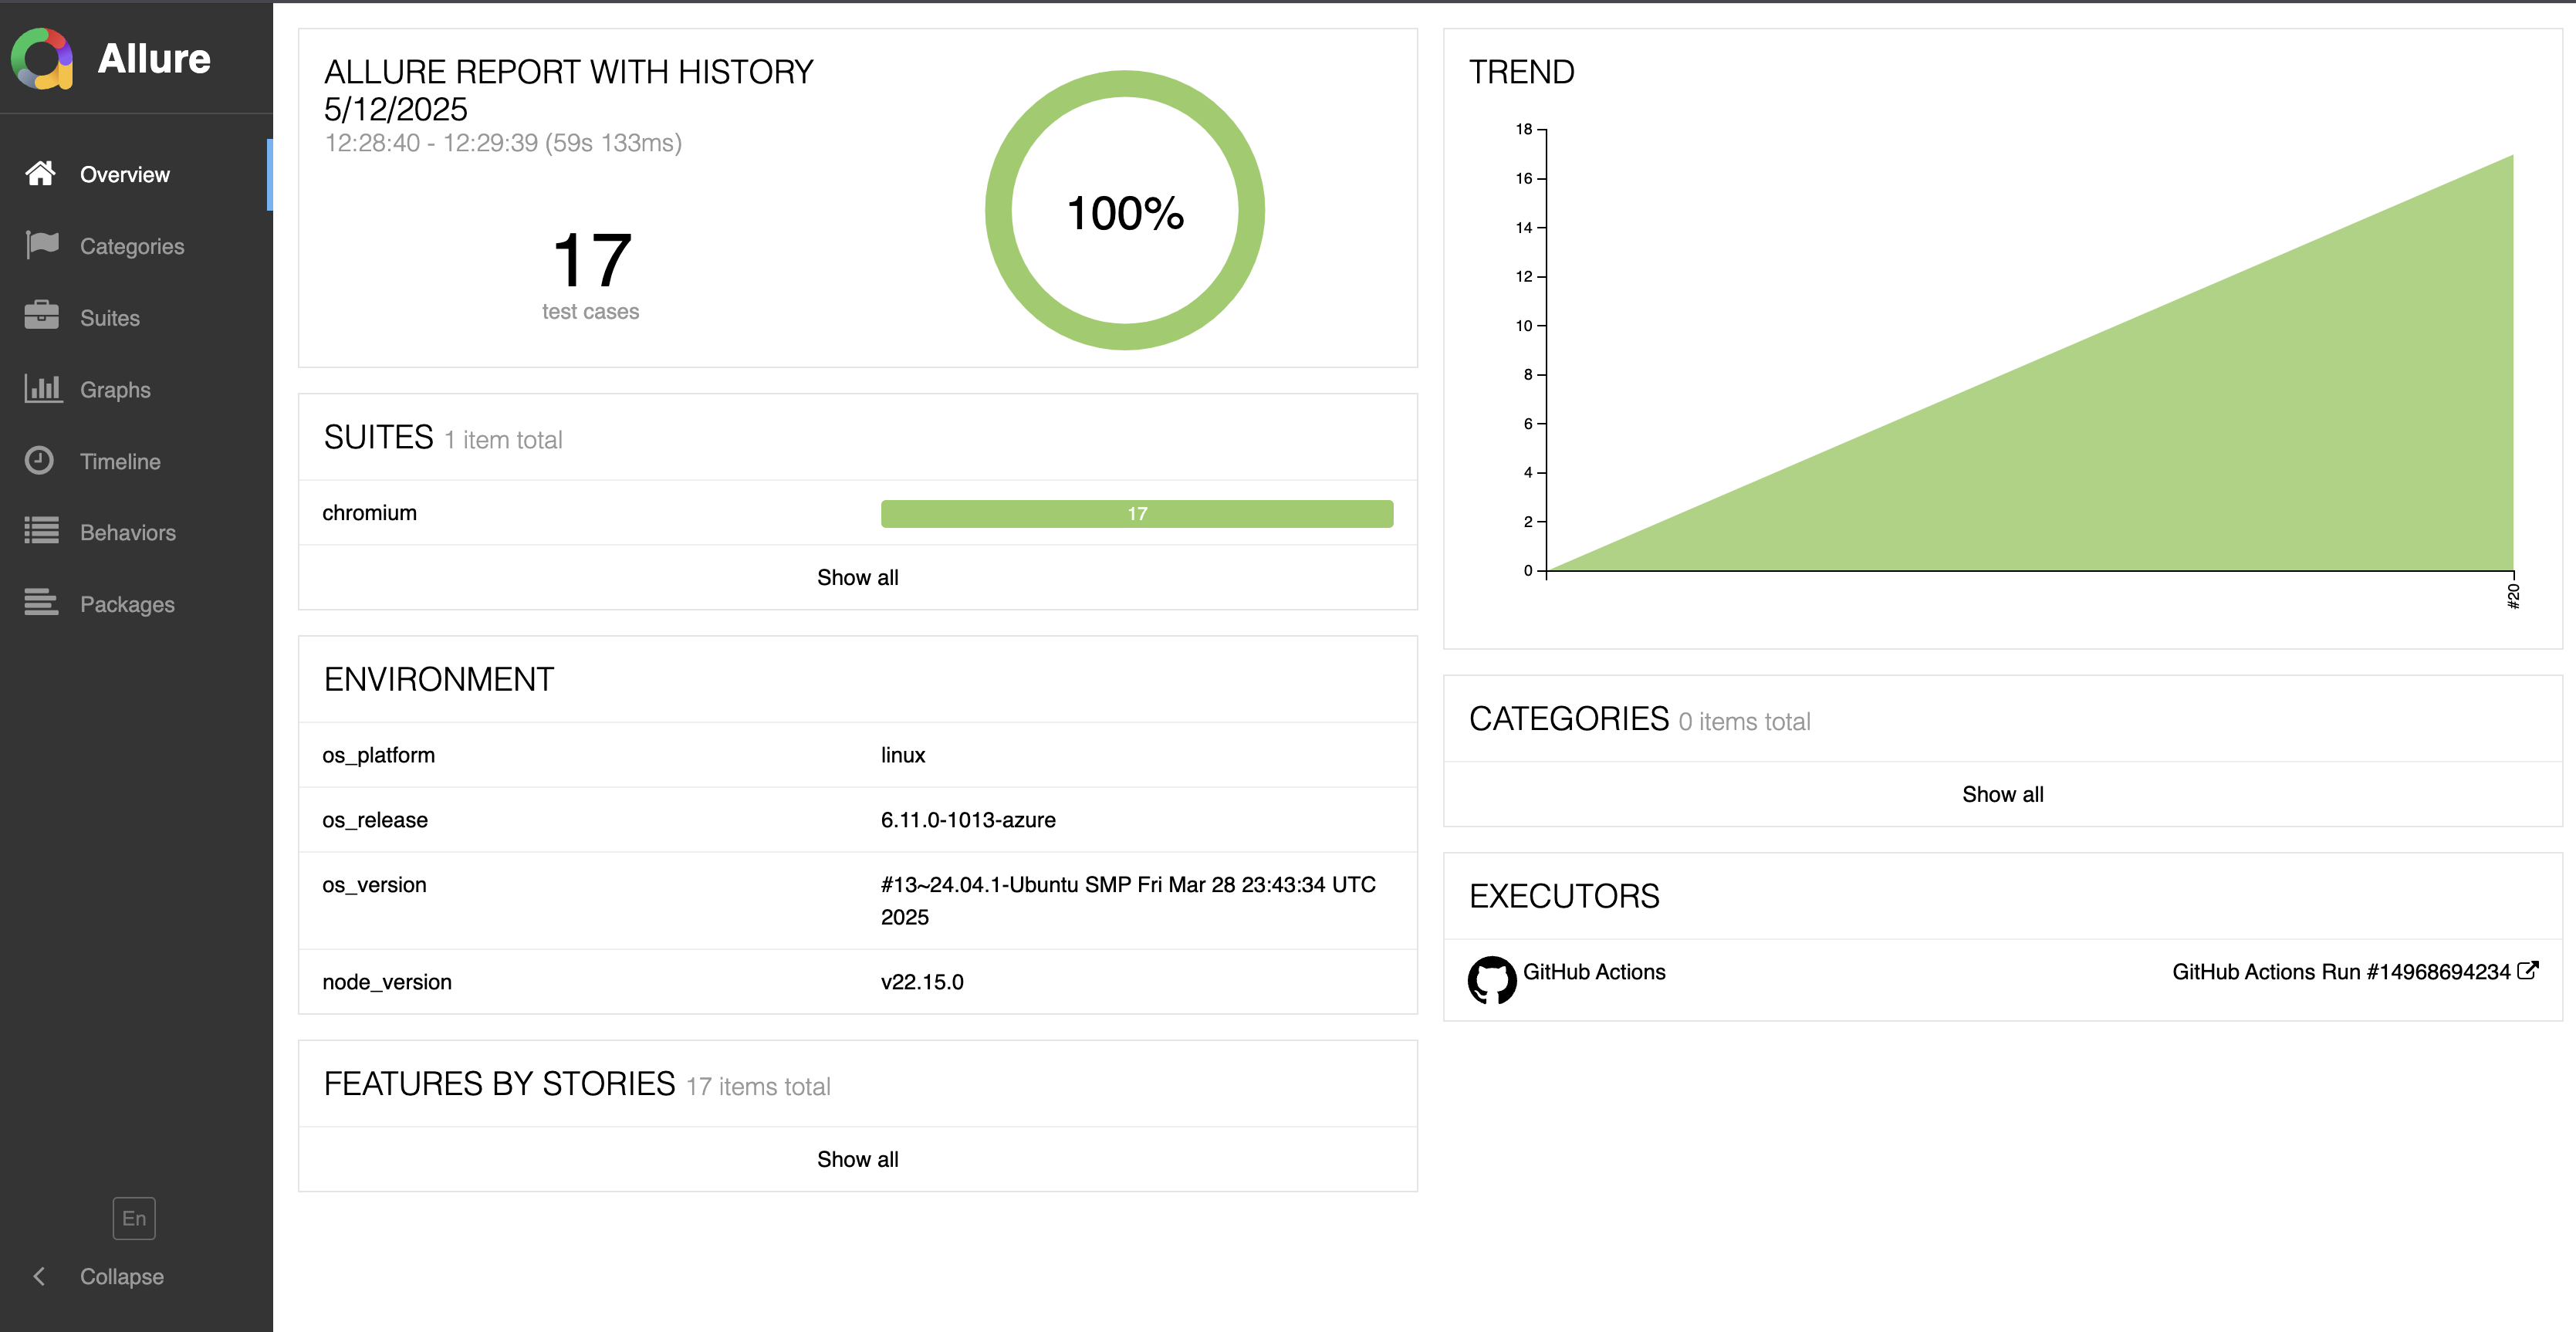 Allure
Overview
Categories
Suites
Graphs
Timeline
Behaviors
Packages
En
Collapse
ALLURE REPORT WITH HISTORY
5/12/2025
12:28:40 - 12:29:39 (59s 133ms)
17
test cases
100%
SUITES 1 item total
chromium 17
Show all
ENVIRONMENT
os_platform linux
os_release 6.11.0-1013-azure
os_version #13~24.04.1-Ubuntu SMP Fri Mar 28 23:43:34 UTC
2025
node_version v22.15.0
FEATURES BY STORIES 17 items total
Show all
TREND
18
16
14
12
10
8
6
4
2
0
#20
CATEGORIES 0 items total
Show all
EXECUTORS
GitHub Actions GitHub Actions Run #14968694234